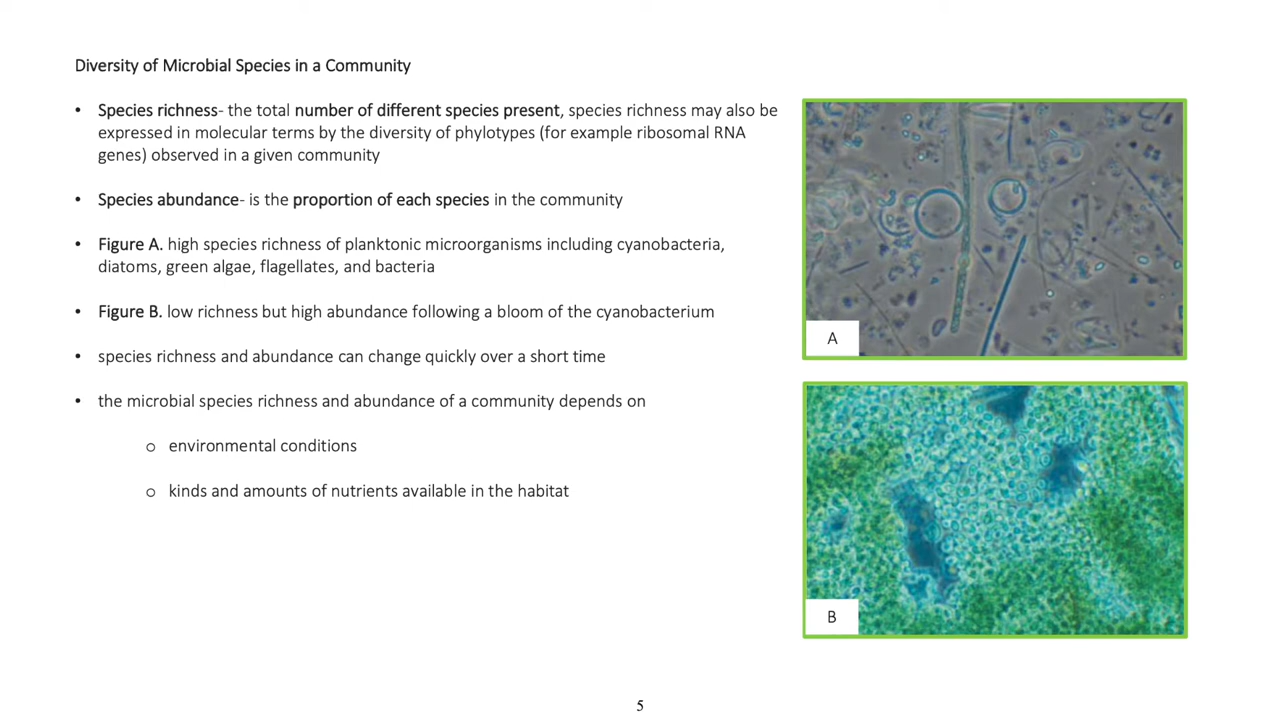 Diversity of Microbial Species in a Community
• Species richness- the total number of different species present, species richness may also be
expressed in molecular terms by the diversity of phylotypes (for example ribosomal RNA
genes) observed in a given community
• Species abundance- is the proportion of each species in the community
• Figure A. high species richness of planktonic microorganisms including cyanobacteria,
diatoms, green algae, flagellates, and bacteria
• Figure B. low richness but high abundance following a bloom of the cyanobacterium
• species richness and abundance can change quickly over a short time
• the microbial species richness and abundance of a community depends on
o environmental conditions
o kinds and amounts of nutrients available in the habitat
A
B
5